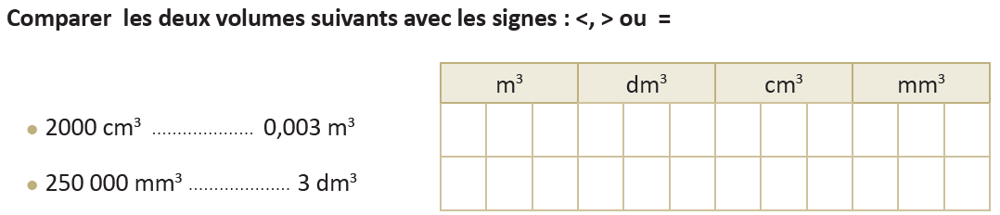 Comparer les deux volumes suivants avec les signes : <, > ou =
m³ dm³ cm³ mm³
• 2000 cm³ .................... 0,003 m³
• 250 000 mm³ .................... 3 dm³